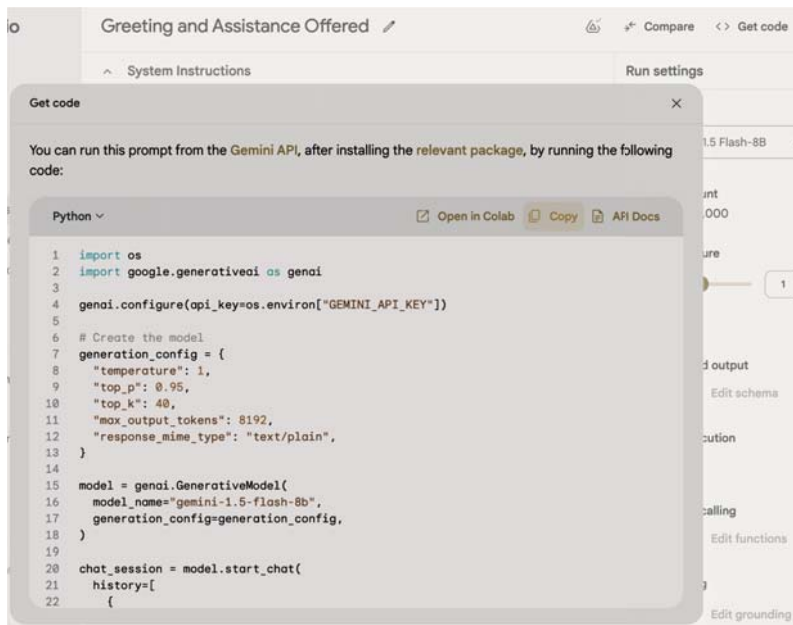 Greeting and Assistance Offered
Compare
<> Get code
System Instructions
Run settings
Get code
You can run this prompt from the Gemini API, after installing the relevant package, by running the following
code:
Python
Open in Colab
Copy
API Docs
1 import os
2 import google.generativeai as genai
3
4 genai.configure(api_key=os.environ["GEMINI_API_KEY"])
5
6 # Create the model
7 generation_config = {
8 "temperature": 1,
9 "top_p": 0.95,
10 "top_k": 40,
11 "max_output_tokens": 8192,
12 "response_mime_type": "text/plain",
13 }
14
15 model = genai.GenerativeModel(
16 model_name="gemini-1.5-flash-8b",
17 generation_config=generation_config,
18 )
19
20 chat_session = model.start_chat(
21 history=[
22 {
1.5 Flash-8B
000
1
output
Edit schema
Edit functions
Edit grounding